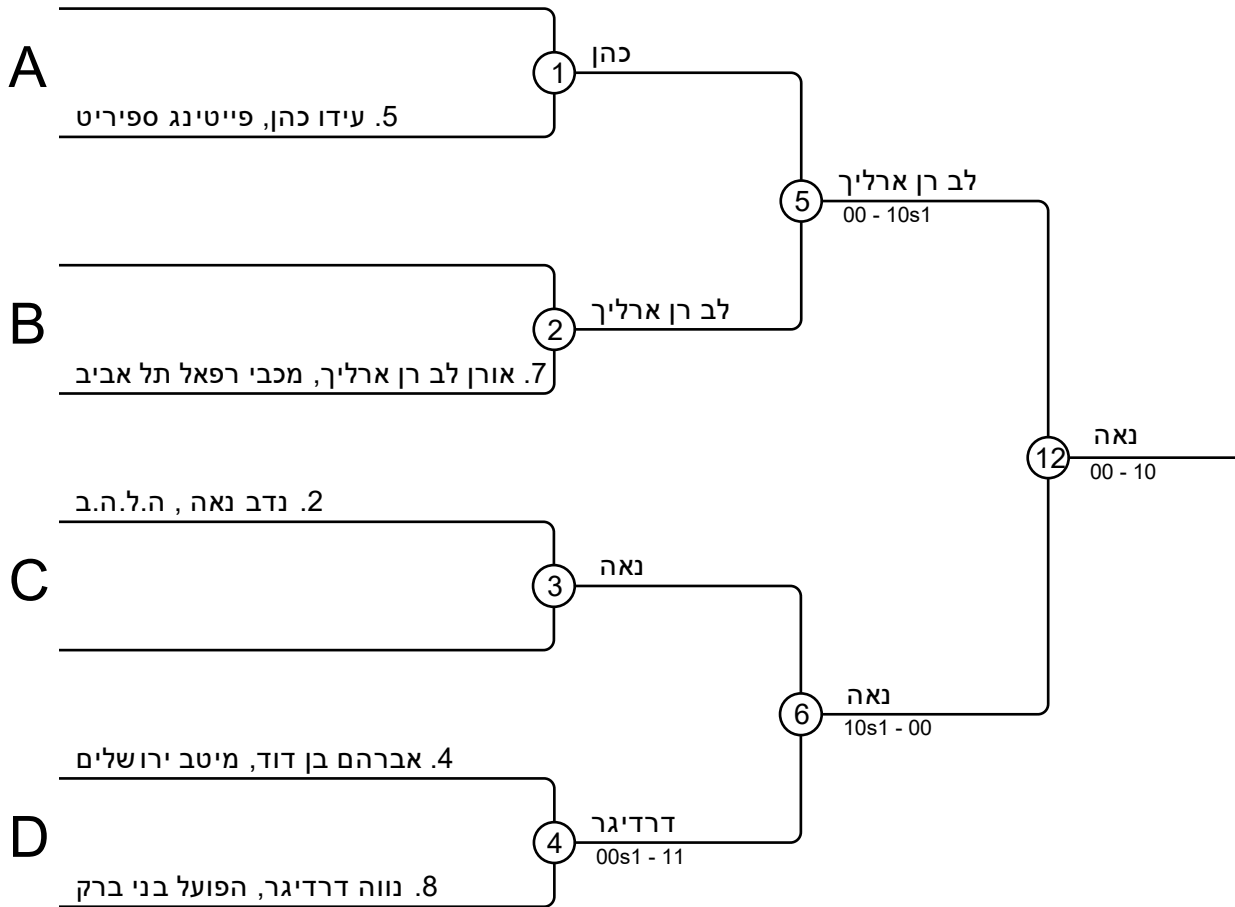 A
1
כהן
5. עידו כהן, פייטינג ספיריט
5
לב רן ארליך
00 - 10s1
B
2
לב רן ארליך
7. אורן לב רן ארליך, מכבי רפאל תל אביב
12
נאה
00 - 10
2. נדב נאה , ה.ל.ה.ב
C
3
נאה
6
נאה
10s1 - 00
4. אברהם בן דוד, מיטב ירושלים
D
4
דרדיגר
00s1 - 11
8. נווה דרדיגר, הפועל בני ברק